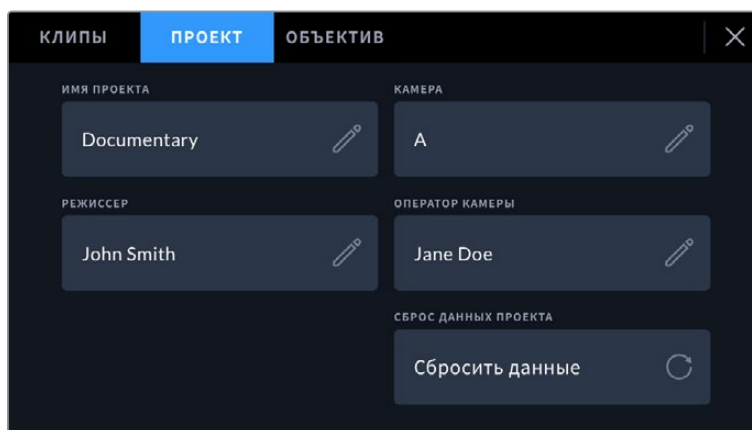 КЛИПЫ ПРОЕКТ ОБЪЕКТИВ
ИМЯ ПРОЕКТА КАМЕРА
Documentary A
РЕЖИССЕР ОПЕРАТОР КАМЕРЫ
John Smith Jane Doe
СБРОС ДАННЫХ ПРОЕКТА
Сбросить данные